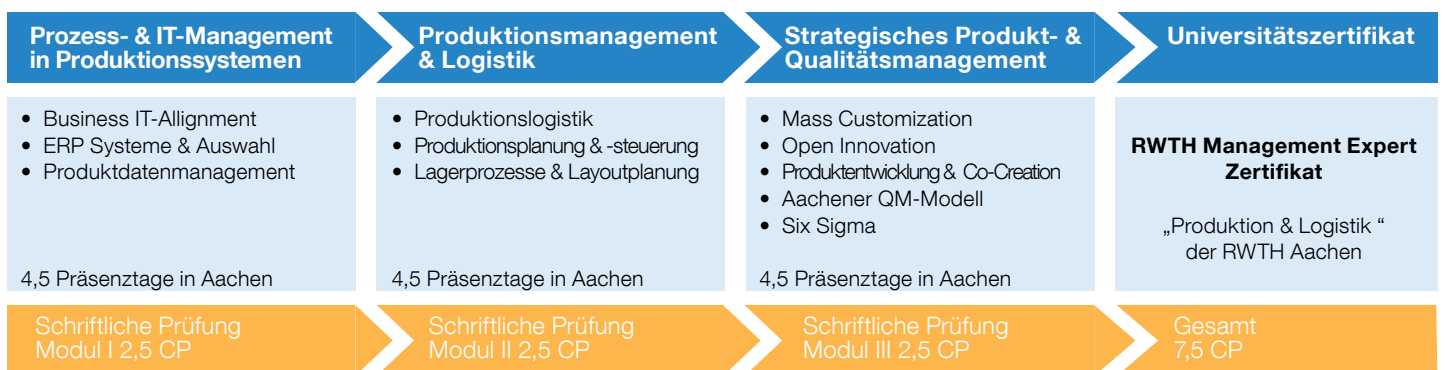 Prozess- & IT-Management
in Produktionssystemen
Produktionsmanagement
& Logistik
Strategisches Produkt- &
Qualitätsmanagement
Universitätszertifikat
• Business IT-Allignment
• ERP Systeme & Auswahl
• Produktdatenmanagement
4,5 Präsenztage in Aachen
• Produktionslogistik
• Produktionsplanung & -steuerung
• Lagerprozesse & Layoutplanung
4,5 Präsenztage in Aachen
• Mass Customization
• Open Innovation
• Produktentwicklung & Co-Creation
• Aachener QM-Modell
• Six Sigma
4,5 Präsenztage in Aachen
RWTH Management Expert
Zertifikat
„Produktion & Logistik “
der RWTH Aachen
Schriftliche Prüfung
Modul I 2,5 CP
Schriftliche Prüfung
Modul II 2,5 CP
Schriftliche Prüfung
Modul III 2,5 CP
Gesamt
7,5 CP